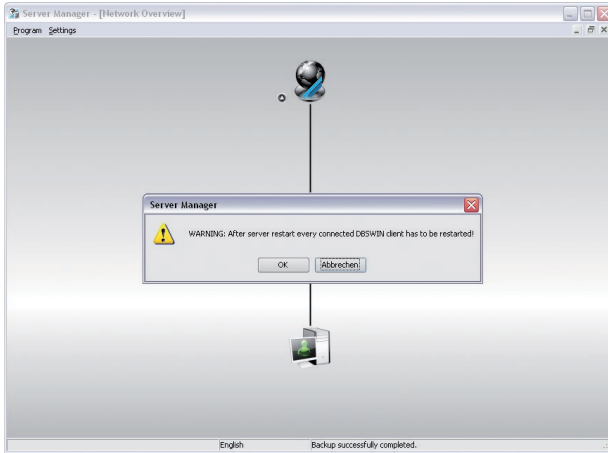 Server Manager - [Network Overview]
Program Settings
Server Manager
WARNING: After server restart every connected DBSWIN client has to be restarted!
OK Abbrechen
English Backup successfully completed.